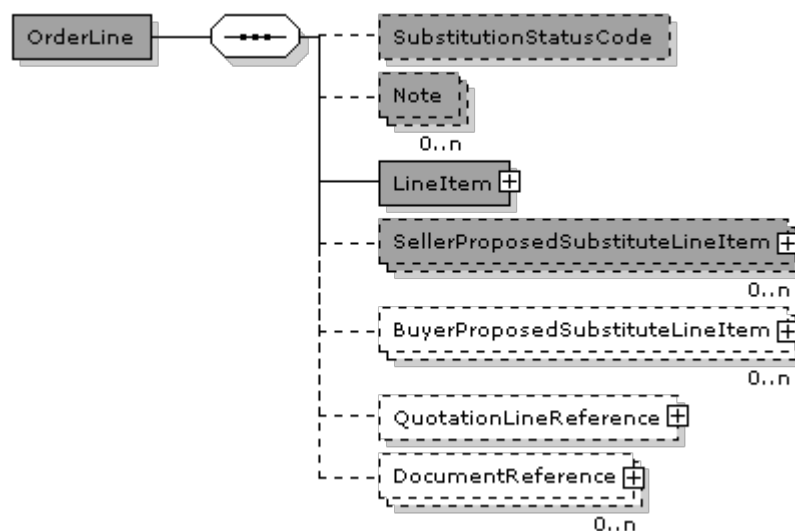 OrderLine
SubstitutionStatusCode
Note
0..n
LineItem
SellerProposedSubstituteLineItem
0..n
BuyerProposedSubstituteLineItem
0..n
QuotationLineReference
DocumentReference
0..n